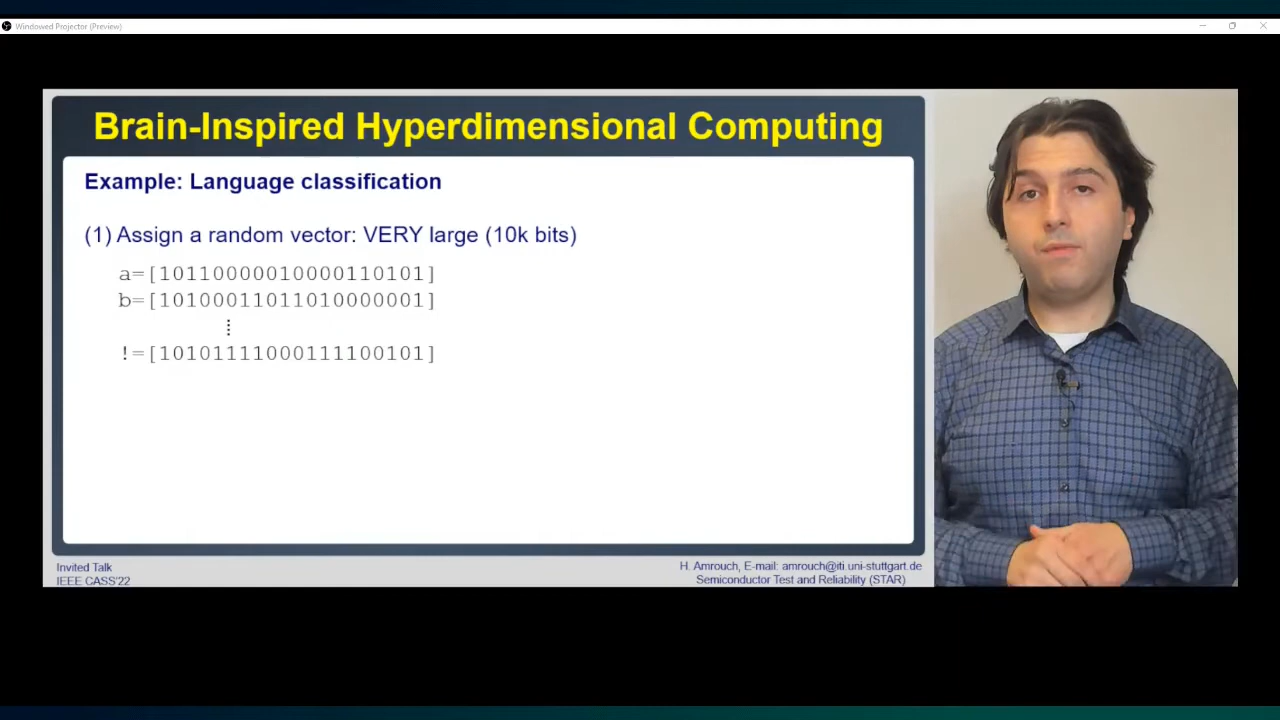 Windowed Projector (Preview)
Brain-Inspired Hyperdimensional Computing
Example: Language classification
(1) Assign a random vector: VERY large (10k bits)
a=[10110000010000110101]
b=[10100011011010000001]
⋮
!=[10101111000111100101]
Invited Talk
IEEE CASS'22
H. Amrouch, E-mail: amrouch@iti.uni-stuttgart.de
Semiconductor Test and Reliability (STAR)